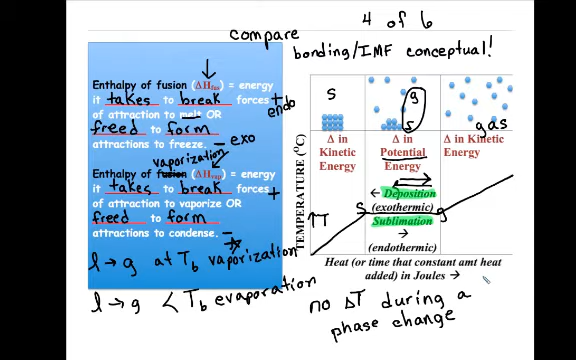 4 of 6
compare
bonding/IMF conceptual!
Enthalpy of fusion (ΔHfus) = energy
it takes to break forces + endo
of attraction to melt OR
freed to form
attractions to freeze. - exo
vaporization
Enthalpy of fusion (ΔHvap) = energy
it takes to break forces +
of attraction to vaporize OR
freed to form
attractions to condense. -
l → g at Tb vaporization
l → g < Tb evaporation
S
g
S
gas
Δ in Kinetic Energy
Δ in Potential Energy
Δ in Kinetic Energy
TEMPERATURE (°C)
↑T
← Deposition
(exothermic)
S
g
Sublimation
→
(endothermic)
Heat (or time that constant amt heat
added) in Joules →
no ΔT during a
phase change